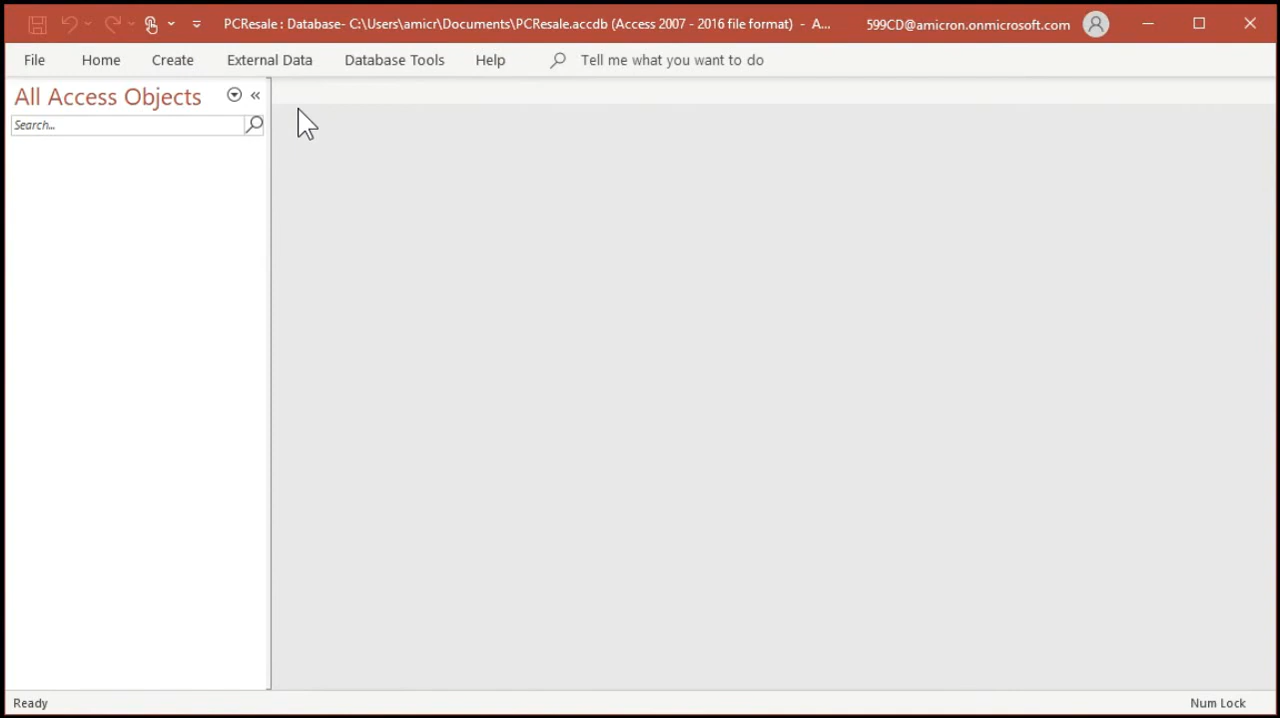 PCResale : Database- C:\Users\amicr\Documents\PCResale.accdb (Access 2007 - 2016 file format) - A... 599CD@amicron.onmicrosoft.com
File Home Create External Data Database Tools Help Tell me what you want to do
All Access Objects
Search...
Ready Num Lock